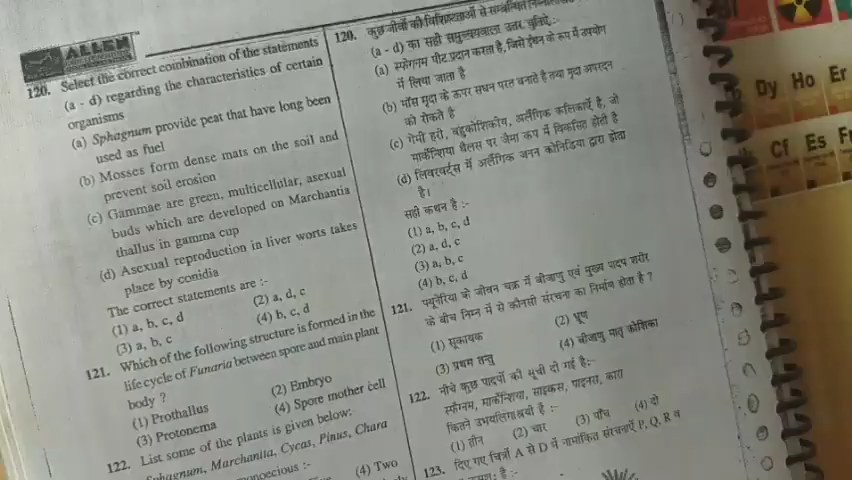 ALLEN
120. Select the correct combination of the statements
(a - d) regarding the characteristics of certain
organisms
(a) Sphagnum provide peat that have long been
used as fuel
(b) Mosses form dense mats on the soil and
prevent soil erosion
(c) Gammae are green, multicellular, asexual
buds which are developed on Marchantia
thallus in gamma cup
(d) Asexual reproduction in liver worts takes
place by conidia
The correct statements are :-
(1) a, b, c, d (2) a, d, c
(3) a, b, c (4) b, c, d
121. Which of the following structure is formed in the
life cycle of Funaria between spore and main plant
body ?
(1) Prothallus (2) Embryo
(3) Protonema (4) Spore mother cell
122. List some of the plants is given below:
Sphagnum, Marchantia, Cycas, Pinus, Chara
monoecious :-
(4) Two
120. कुछ जीवों की विशिष्टताओं से सम्बन्धित
(a - d) का सही समुच्चयवाला उत्तर चुनिए:-
(a) स्फेगनम पीट प्रदान करता है, जिसे ईंधन के रूप में उपयोग
में लिया जाता है
(b) मॉस मृदा के ऊपर सघन परत बनाते है तथा मृदा अपरदन
को रोकते है
(c) गेमी हरी, बहुकोशिकीय, अलैंगिक कलिकाएँ है, जो
मार्केन्शिया थैलस पर जैमा कप में विकसित होती है
(d) लिवरवर्ट्स में अलैंगिक जनन कोनिडिया द्वारा होता
है।
सही कथन है :-
(1) a, b, c, d
(2) a, d, c
(3) a, b, c
(4) b, c, d
121. फ्यूनेरिया के जीवन चक्र में बीजाणु एवं मुख्य पादप शरीर
के बीच निम्न में से कौनसी संरचना का निर्माण होता है ?
(1) सूकायक (2) भ्रूण
(3) प्रथम तन्तु (4) बीजाणु मातृ कोशिका
122. नीचे कुछ पादपों की सूची दी गई है:-
स्फेगनम, मार्केन्शिया, साइकस, पाइनस, कारा
कितने उभयलिंगाश्रयी है :-
(1) तीन (2) चार (3) पाँच (4) दो
123. दिए गए चित्रों A से D में नामांकित संरचनाएँ P, Q, R व
है :-
Dy Ho Er
Cf Es